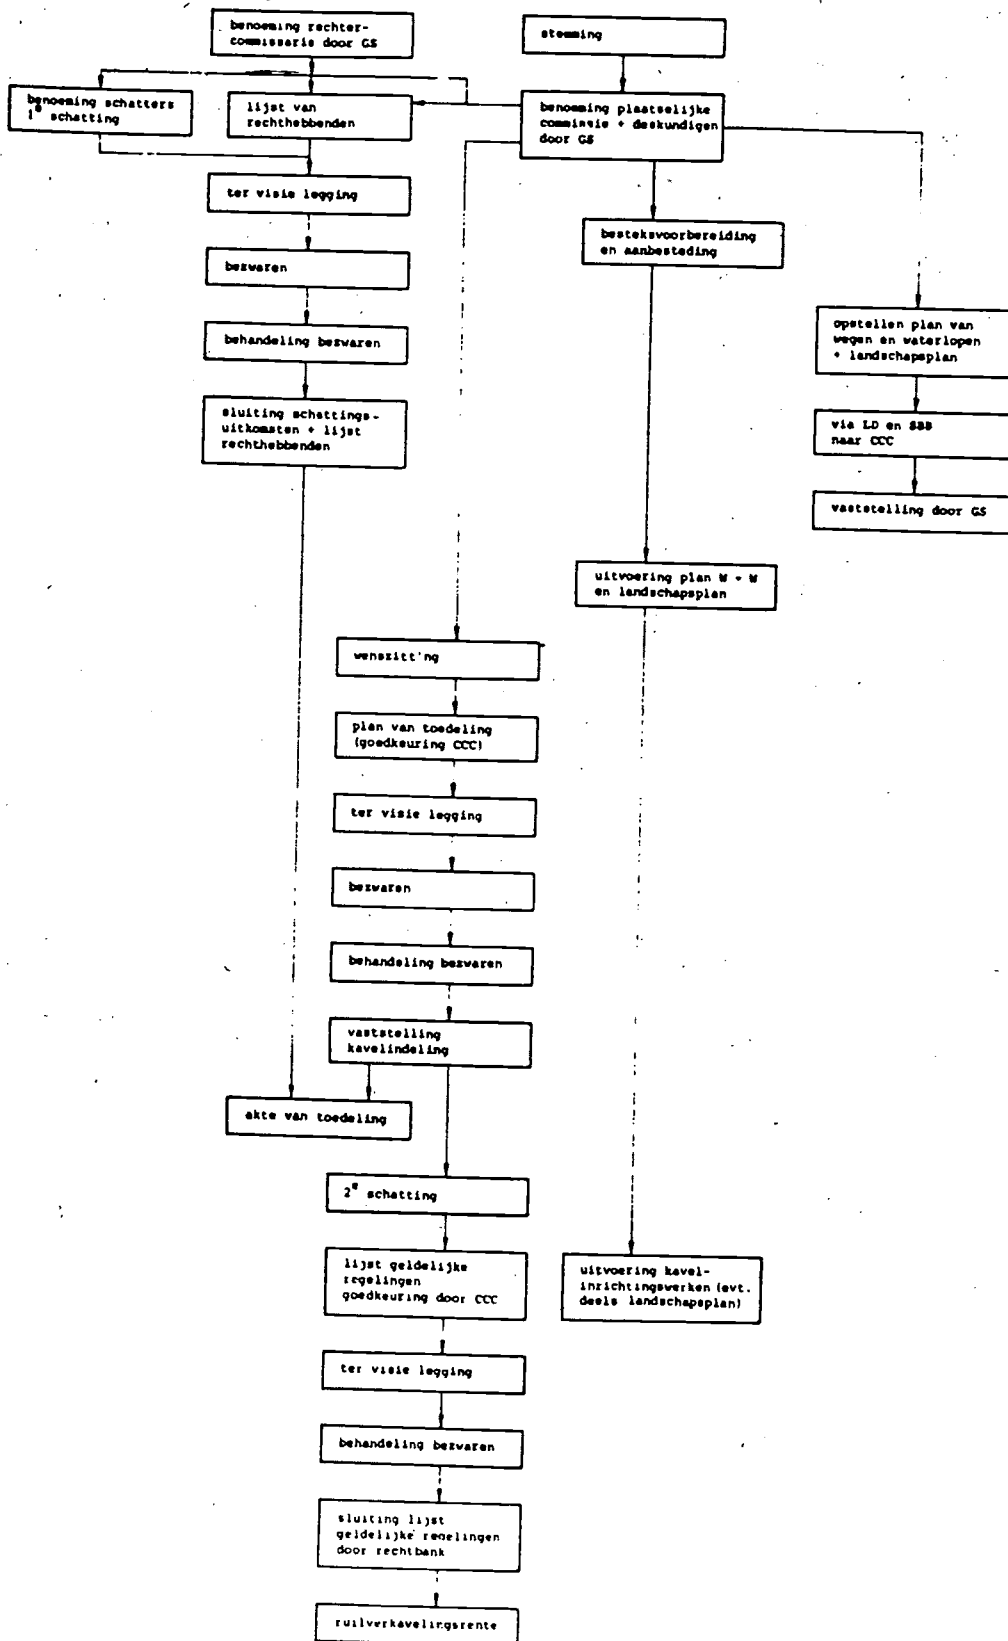 benoeming rechter-
commissaris door GS
stemming
benoeming schatters
1e schatting
lijst van
rechthebbenden
benomming plaatselijke
commissie + deskundigen
door GS
ter visie legging
besteksvoorbereiding
en aanbesteding
bezwaren
opstellen plan van
wegen en waterlopen
+ landschapsplan
behandeling bezwaren
sluiting schattings-
uitkomsten + lijst
rechthebbenden
via LD en SBB
naar CCC
vaststelling door GS
uitvoering plan W + W
en landschapsplan
wenszitt'ng
plan van toedeling
(goedkeuring CCC)
ter visie legging
bezwaren
behandeling bezwaren
vaststelling
kavelindeling
akte van toedeling
2e schatting
lijst geldelijke
regelingen
goedkeuring door CCC
uitvoering kavel-
inrichtingswerken (evt.
deels landschapsplan)
ter visie legging
behandeling bezwaren
sluiting lijst
geldelijke regelingen
door rechtbank
ruilverkavelingsrente